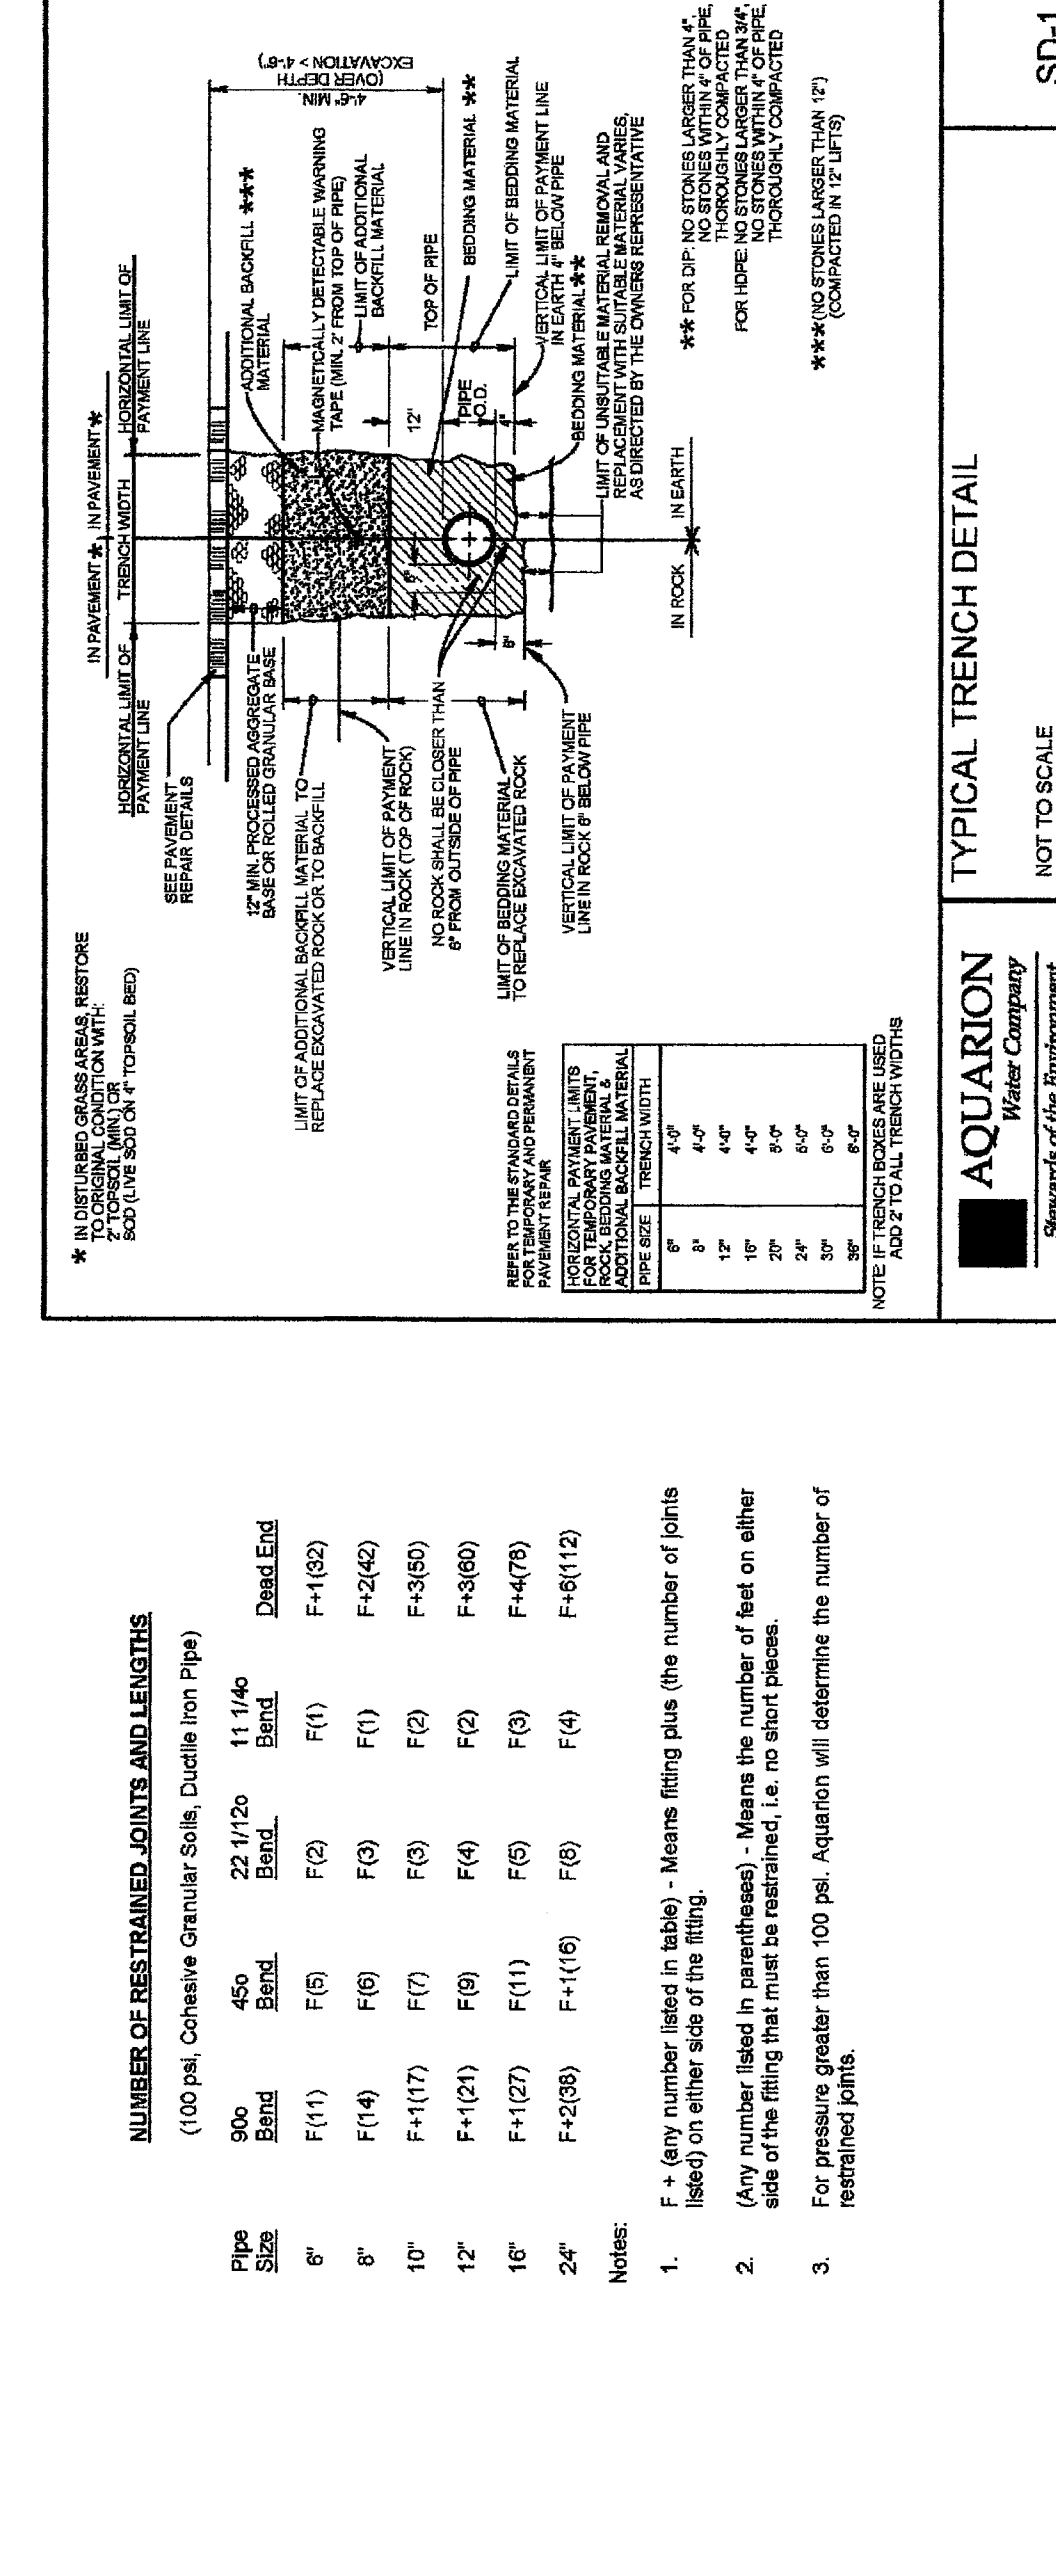 * IN DISTURBED GRASS AREAS, RESTORE
TO ORIGINAL CONDITION WITH:
2" TOPSOIL (MIN.) OR
SOD (LIVE SOD ON 4" TOPSOIL BED)
IN PAVEMENT * IN PAVEMENT *
HORIZONTAL LIMIT OF
PAYMENT LINE
TRENCH WIDTH
HORIZONTAL LIMIT OF
PAYMENT LINE
SEE PAVEMENT
REPAIR DETAILS
12" MIN. PROCESSED AGGREGATE
BASE OR ROLLED GRANULAR BASE
LIMIT OF ADDITIONAL BACKFILL MATERIAL TO
REPLACE EXCAVATED ROCK OR TO BACKFILL
VERTICAL LIMIT OF PAYMENT
LINE IN ROCK (TOP OF ROCK)
NO ROCK SHALL BE CLOSER THAN
6" FROM OUTSIDE OF PIPE
LIMIT OF BEDDING MATERIAL
TO REPLACE EXCAVATED ROCK
VERTICAL LIMIT OF PAYMENT
LINE IN ROCK 6" BELOW PIPE
4'-6" MIN.
(OVER DEPTH
EXCAVATION > 4'-6")
ADDITIONAL BACKFILL ***
MATERIAL
MAGNETICALLY DETECTABLE WARNING
TAPE (MIN. 2' FROM TOP OF PIPE)
LIMIT OF ADDITIONAL
BACKFILL MATERIAL
TOP OF PIPE
12"
PIPE
O.D.
4"
6"
6"
BEDDING MATERIAL **
LIMIT OF BEDDING MATERIAL
VERTICAL LIMIT OF PAYMENT LINE
IN EARTH 4" BELOW PIPE
BEDDING MATERIAL **
LIMIT OF UNSUITABLE MATERIAL REMOVAL AND
REPLACEMENT WITH SUITABLE MATERIAL VARIES,
AS DIRECTED BY THE OWNERS REPRESENTATIVE
IN ROCK IN EARTH
** FOR DIP: NO STONES LARGER THAN 4",
NO STONES WITHIN 4" OF PIPE,
THOROUGHLY COMPACTED
FOR HDPE: NO STONES LARGER THAN 3/4",
NO STONES WITHIN 4" OF PIPE,
THOROUGHLY COMPACTED
*** (NO STONES LARGER THAN 12")
(COMPACTED IN 12" LIFTS)
REFER TO THE STANDARD DETAILS
FOR TEMPORARY AND PERMANENT
PAVEMENT REPAIR
HORIZONTAL PAYMENT LIMITS
FOR TEMPORARY PAVEMENT,
ROCK, BEDDING MATERIAL &
ADDITIONAL BACKFILL MATERIAL
PIPE SIZE TRENCH WIDTH
6" 4'-0"
8" 4'-0"
12" 4'-0"
16" 4'-0"
20" 5'-0"
24" 5'-0"
30" 6'-0"
36" 6'-0"
NOTE: IF TRENCH BOXES ARE USED
ADD 2' TO ALL TRENCH WIDTHS
AQUARION
Water Company
Stewards of the Environment
TYPICAL TRENCH DETAIL
NOT TO SCALE
SD-1
NUMBER OF RESTRAINED JOINTS AND LENGTHS
(100 psi, Cohesive Granular Soils, Ductile Iron Pipe)
Pipe 90o 45o 22 1/12o 11 1/4o
Size Bend Bend Bend Bend Dead End
6" F(11) F(5) F(2) F(1) F+1(32)
8" F(14) F(6) F(3) F(1) F+2(42)
10" F+1(17) F(7) F(3) F(2) F+3(50)
12" F+1(21) F(9) F(4) F(2) F+3(60)
16" F+1(27) F(11) F(5) F(3) F+4(78)
24" F+2(38) F+1(16) F(8) F(4) F+6(112)
Notes:
1. F + (any number listed in table) - Means fitting plus (the number of joints
listed) on either side of the fitting.
2. (Any number listed in parentheses) - Means the number of feet on either
side of the fitting that must be restrained, i.e. no short pieces.
3. For pressure greater than 100 psi. Aquarion will determine the number of
restrained joints.